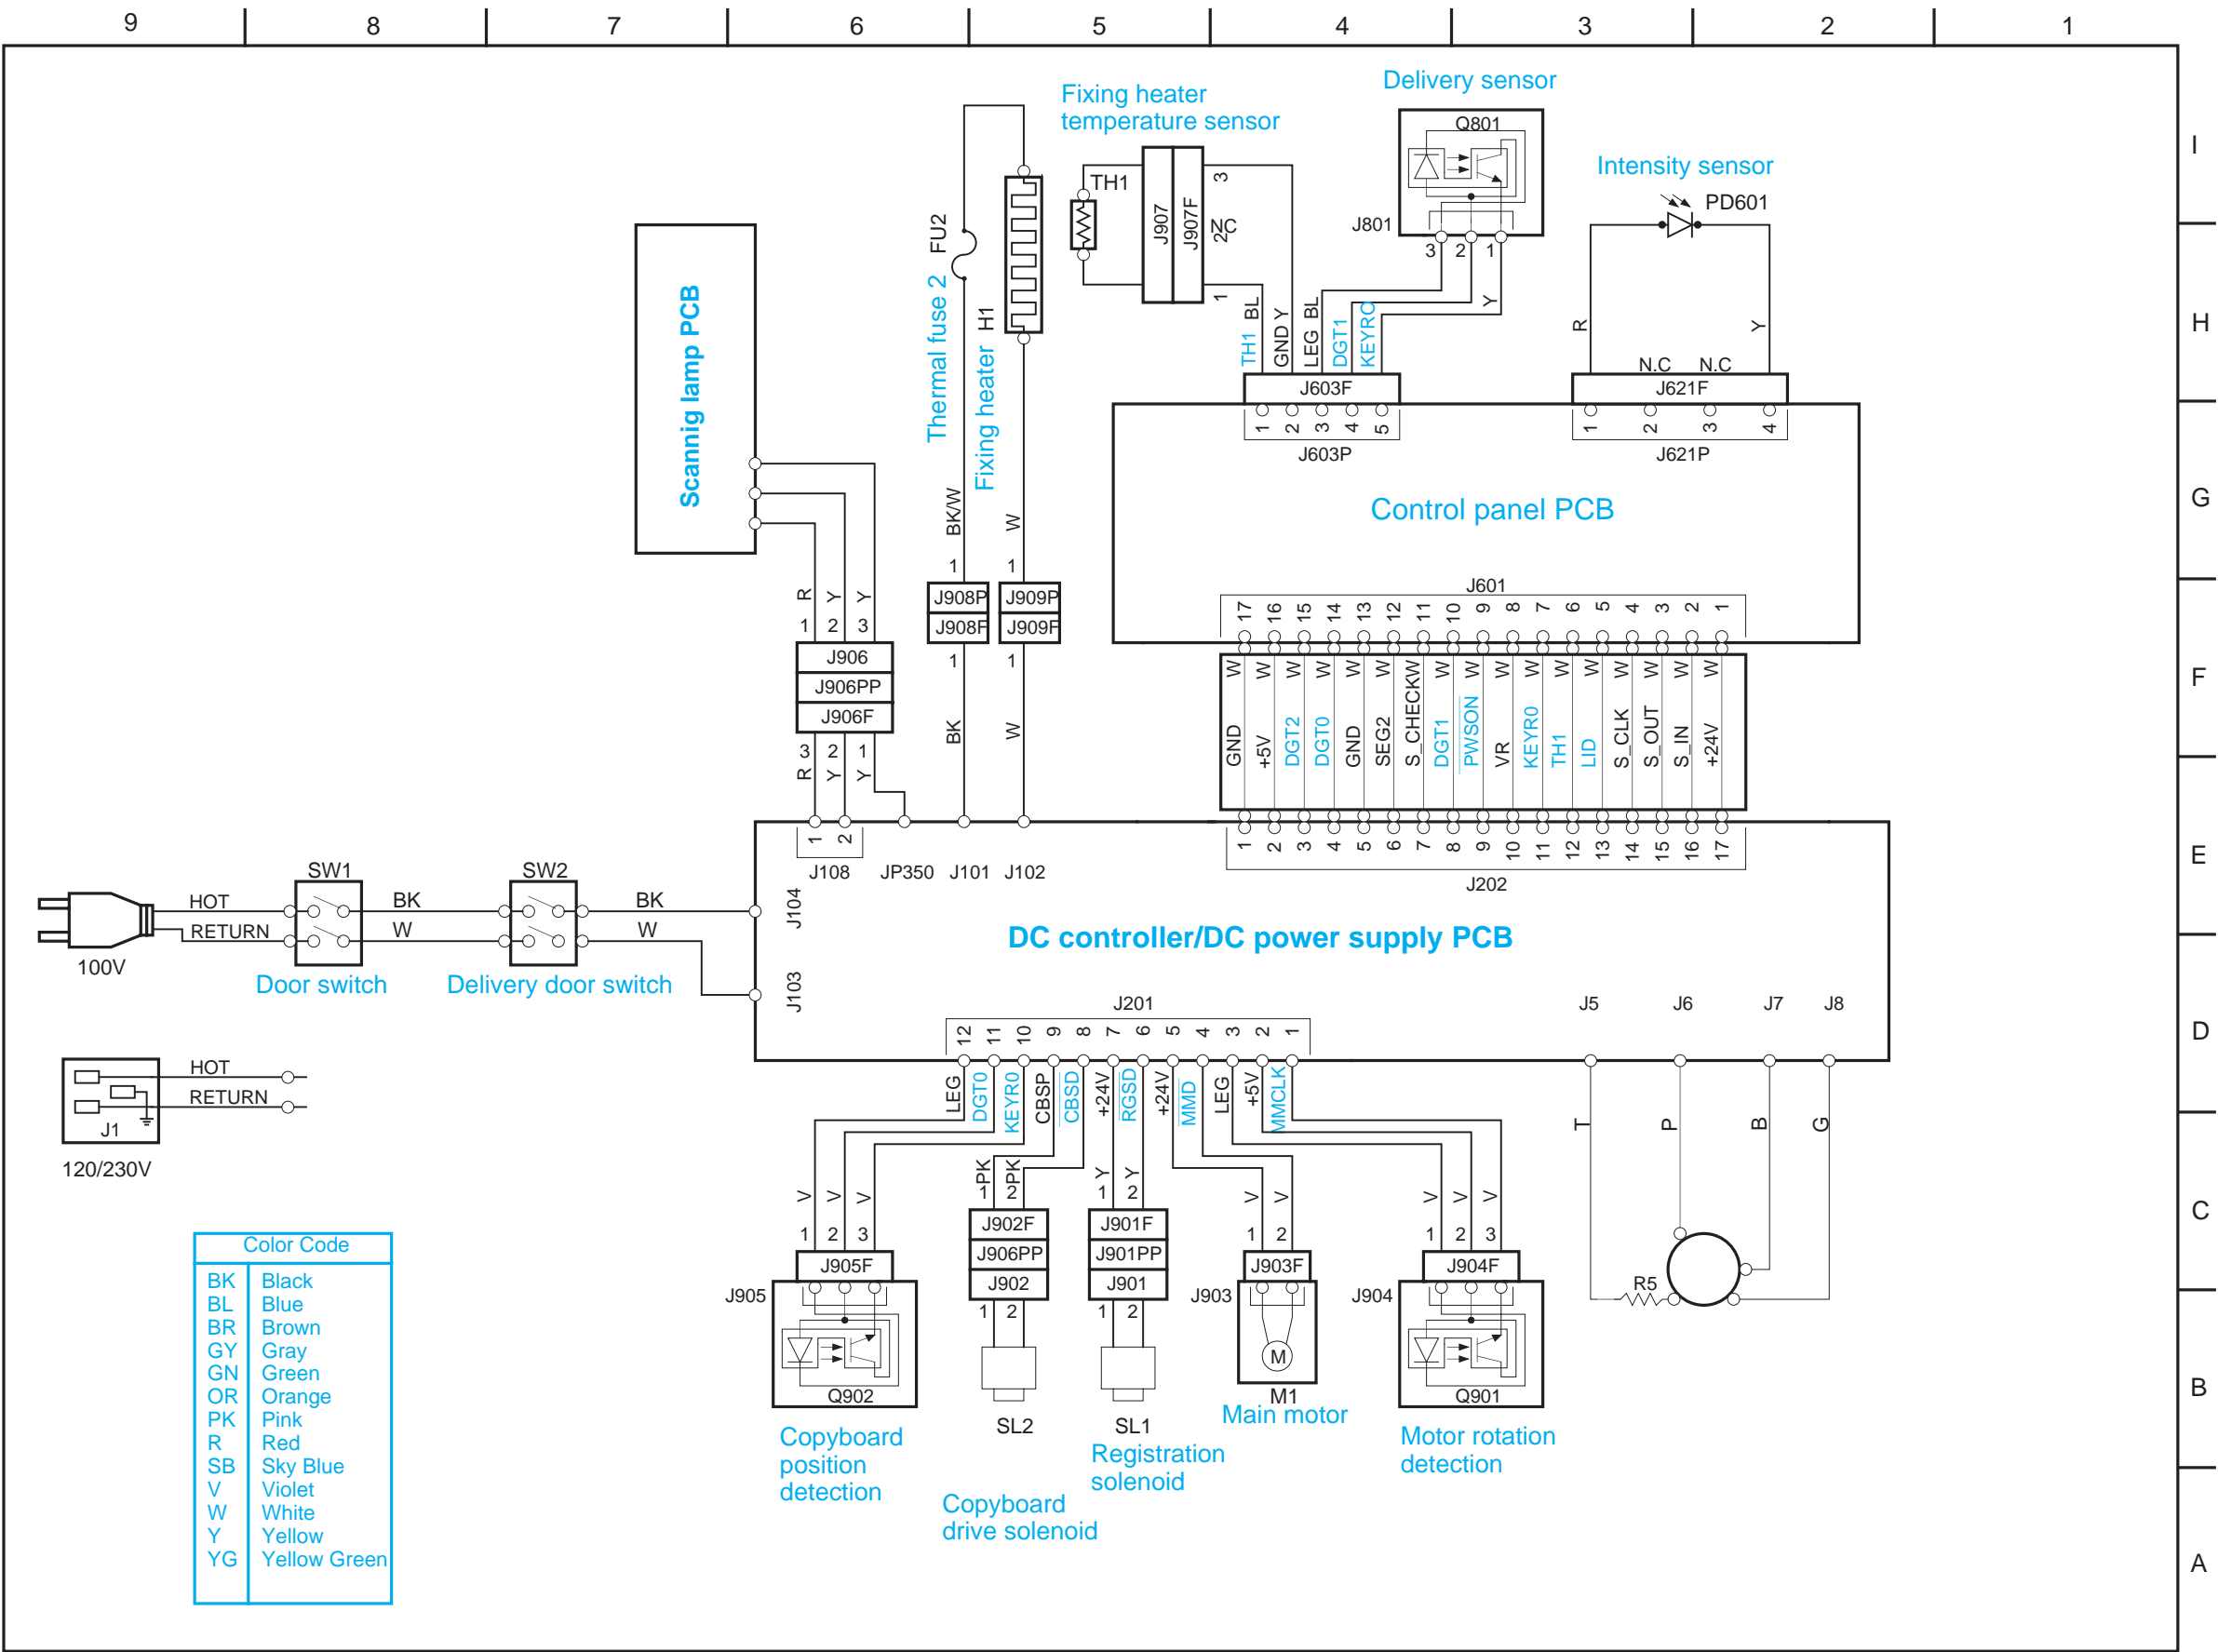 9 8 7 6 5 4 3 2 1
I
H
G
F
E
D
C
B
A
Delivery sensor
Q801
J801
3 2 1
Fixing heater
temperature sensor
TH1
J907
J907F
3
2 NC
1
Intensity sensor
PD601
R
Y
N.C N.C
J621F
1 2 3 4
J621P
TH1 BL
GND Y
LEG BL
DGT1
KEYRO
Y
J603F
1 2 3 4 5
J603P
Control panel PCB
Scannig lamp PCB
Thermal fuse 2 FU2
Fixing heater H1
BK/W
W
1 1
J908P J909P
J908F J909F
1 1
BK
W
R Y Y
1 2 3
J906
J906PP
J906F
3 2 1
R Y Y
J601
17 16 15 14 13 12 11 10 9 8 7 6 5 4 3 2 1
W W W W W W W W W W W W W W W W
GND
+5V
DGT2
DGT0
GND
SEG2
S_CHECKW
DGT1
PWSON
VR
KEYR0
TH1
LID
S_CLK
S_OUT
S_IN
+24V
1 2 3 4 5 6 7 8 9 10 11 12 13 14 15 16 17
J202
1 2
J108 JP350 J101 J102
J104
J103
DC controller/DC power supply PCB
HOT
RETURN
100V
SW1
Door switch
BK
W
SW2
Delivery door switch
BK
W
HOT
RETURN
J1
120/230V
J201
12 11 10 9 8 7 6 5 4 3 2 1
LEG
DGT0
KEYR0
CBSP
CBSD
+24V
RGSD
+24V
MMD
LEG
+5V
MMCLK
J5 J6 J7 J8
T P B G
R5
V V V
1 2 3
J905F
J905
Q902
Copyboard
position
detection
PK PK
1 2
J902F
J906PP
J902
1 2
SL2
Copyboard
drive solenoid
Y Y
1 2
J901F
J901PP
J901
1 2
SL1
Registration
solenoid
V V
1 2
J903F
J903
M
M1
Main motor
V V V
1 2 3
J904F
J904
Q901
Motor rotation
detection
Color Code
BK Black
BL Blue
BR Brown
GY Gray
GN Green
OR Orange
PK Pink
R Red
SB Sky Blue
V Violet
W White
Y Yellow
YG Yellow Green